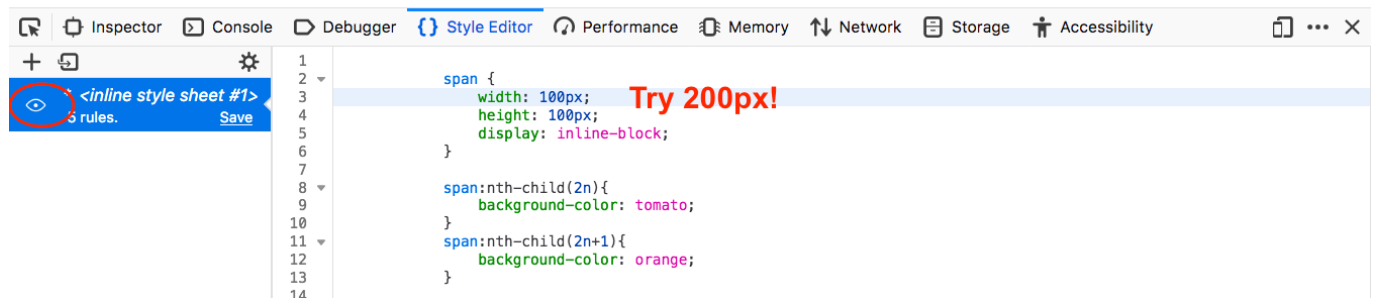 Inspector Console Debugger {} Style Editor Performance Memory Network Storage Accessibility
<inline style sheet #1>
5 rules. Save
1
2 span {
3 width: 100px; Try 200px!
4 height: 100px;
5 display: inline-block;
6 }
7
8 span:nth-child(2n){
9 background-color: tomato;
10 }
11 span:nth-child(2n+1){
12 background-color: orange;
13 }
14